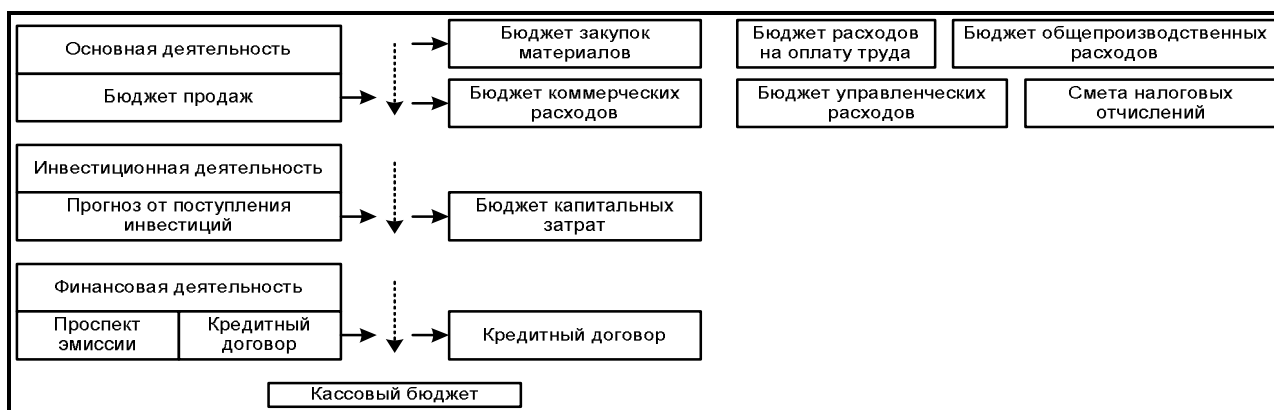 Основная деятельность
Бюджет продаж
Бюджет закупок
материалов
Бюджет расходов
на оплату труда
Бюджет общепроизводственных
расходов
Бюджет коммерческих
расходов
Бюджет управленческих
расходов
Смета налоговых
отчислений
Инвестиционная деятельность
Прогноз от поступления
инвестиций
Бюджет капитальных
затрат
Финансовая деятельность
Проспект
эмиссии
Кредитный
договор
Кредитный договор
Кассовый бюджет